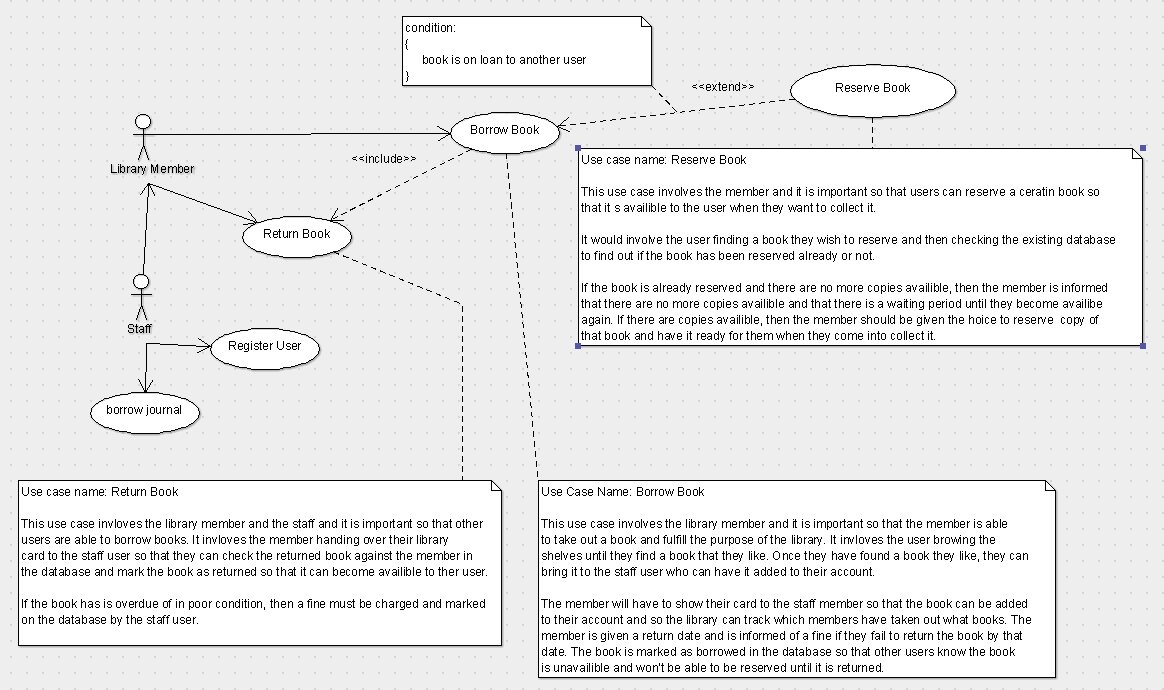 condition:
{
book is on loan to another user
}
<<extend>>
Reserve Book
Borrow Book
Library Member
<<include>>
Return Book
Staff
Register User
borrow journal
Use case name: Reserve Book
This use case involves the member and it is important so that users can reserve a ceratin book so
that it s availible to the user when they want to collect it.
It would involve the user finding a book they wish to reserve and then checking the existing database
to find out if the book has been reserved already or not.
If the book is already reserved and there are no more copies availible, then the member is informed
that there are no more copies availible and that there is a waiting period until they become availibe
again. If there are copies availible, then the member should be given the hoice to reserve  copy of
that book and have it ready for them when they come into collect it.
Use case name: Return Book
This use case invloves the library member and the staff and it is important so that other
users are able to borrow books. It invloves the member handing over their library
card to the staff user so that they can check the returned book against the member in
the database and mark the book as returned so that it can become availible to ther user.
If the book has is overdue of in poor condition, then a fine must be charged and marked
on the database by the staff user.
Use Case Name: Borrow Book
This use case involves the library member and it is important so that the member is able
to take out a book and fulfill the purpose of the library. It invloves the user browing the
shelves until they find a book that they like. Once they have found a book they like, they can
bring it to the staff user who can have it added to their account.
The member will have to show their card to the staff member so that the book can be added
to their account and so the library can track which members have taken out what books. The
member is given a return date and is informed of a fine if they fail to return the book by that
date. The book is marked as borrowed in the database so that other users know the book
is unavailible and won't be able to be reserved until it is returned.